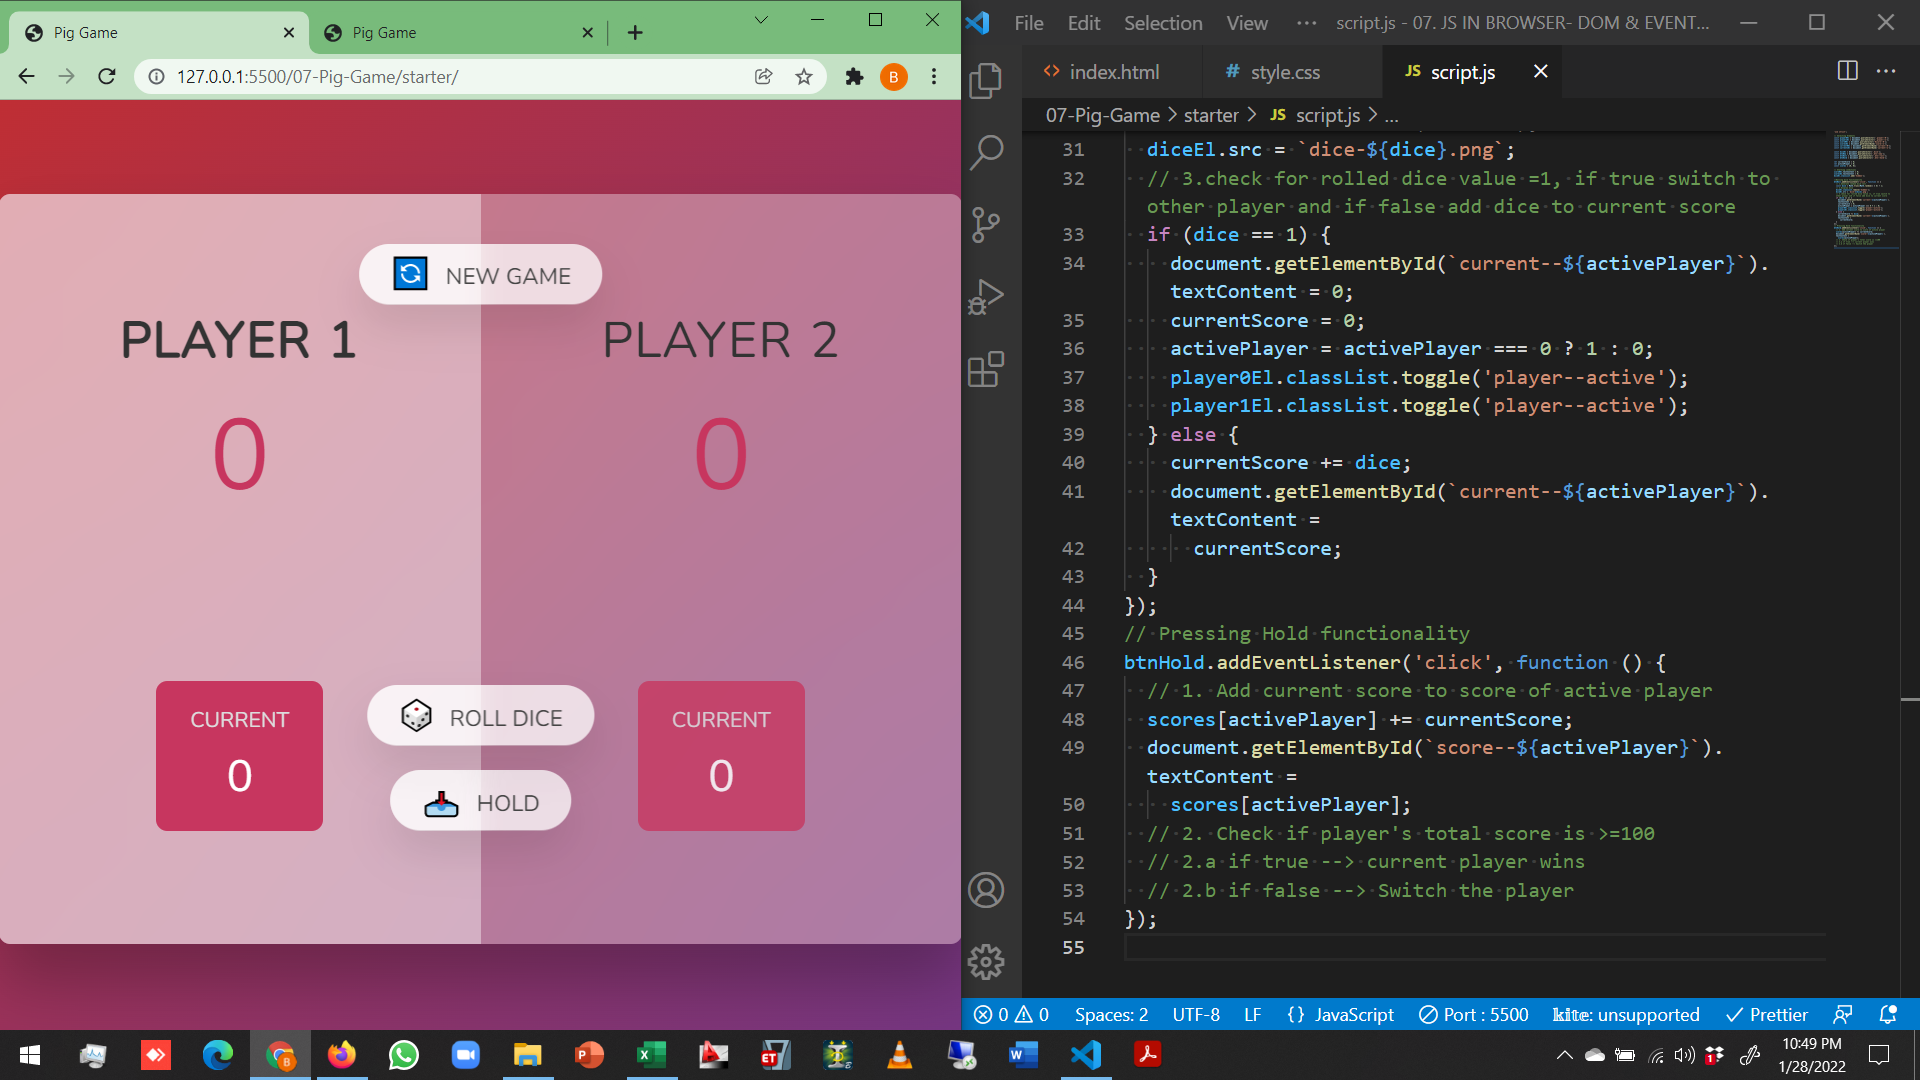 Pig Game
Pig Game
127.0.0.1:5500/07-Pig-Game/starter/
B
NEW GAME
PLAYER 1
PLAYER 2
0
0
CURRENT
0
ROLL DICE
HOLD
CURRENT
0
File Edit Selection View ··· script.js - 07. JS IN BROWSER- DOM & EVENT...
<> index.html
# style.css
JS script.js
07-Pig-Game > starter > JS script.js > ...
31 diceEl.src = `dice-${dice}.png`;
32 // 3.check for rolled dice value =1, if true switch to
other player and if false add dice to current score
33 if (dice == 1) {
34 document.getElementById(`current--${activePlayer}`).
textContent = 0;
35 currentScore = 0;
36 activePlayer = activePlayer === 0 ? 1 : 0;
37 player0El.classList.toggle('player--active');
38 player1El.classList.toggle('player--active');
39 } else {
40 currentScore += dice;
41 document.getElementById(`current--${activePlayer}`).
textContent =
42 currentScore;
43 }
44 });
45 // Pressing Hold functionality
46 btnHold.addEventListener('click', function () {
47 // 1. Add current score to score of active player
48 scores[activePlayer] += currentScore;
49 document.getElementById(`score--${activePlayer}`).
textContent =
50 scores[activePlayer];
51 // 2. Check if player's total score is >=100
52 // 2.a if true --> current player wins
53 // 2.b if false --> Switch the player
54 });
55
0 0 Spaces: 2 UTF-8 LF {} JavaScript Port : 5500 kite: unsupported Prettier
10:49 PM
1/28/2022